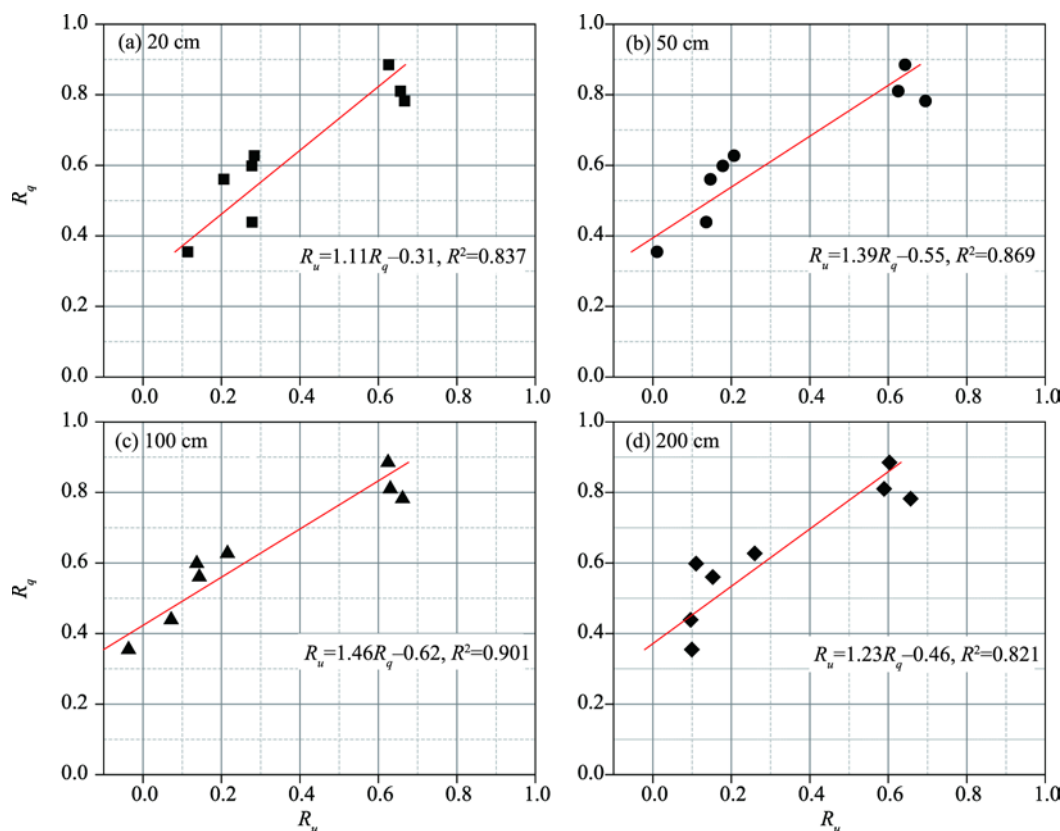 (a) 20 cm
1.0
0.8
0.6
0.4
0.2
0.0
R_q
R_u=1.11R_q–0.31, R²=0.837
0.0 0.2 0.4 0.6 0.8 1.0
(b) 50 cm
1.0
0.8
0.6
0.4
0.2
0.0
R_u=1.39R_q–0.55, R²=0.869
0.0 0.2 0.4 0.6 0.8 1.0
(c) 100 cm
1.0
0.8
0.6
0.4
0.2
0.0
R_q
R_u=1.46R_q–0.62, R²=0.901
0.0 0.2 0.4 0.6 0.8 1.0
R_u
(d) 200 cm
1.0
0.8
0.6
0.4
0.2
0.0
R_u=1.23R_q–0.46, R²=0.821
0.0 0.2 0.4 0.6 0.8 1.0
R_u